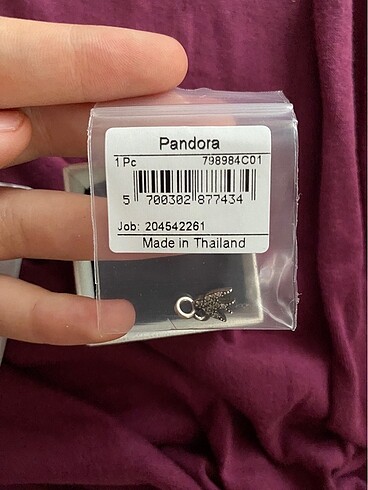 Pandora
1 Pc 798984C01
5 700302 877434
Job: 204542261
Made in Thailand